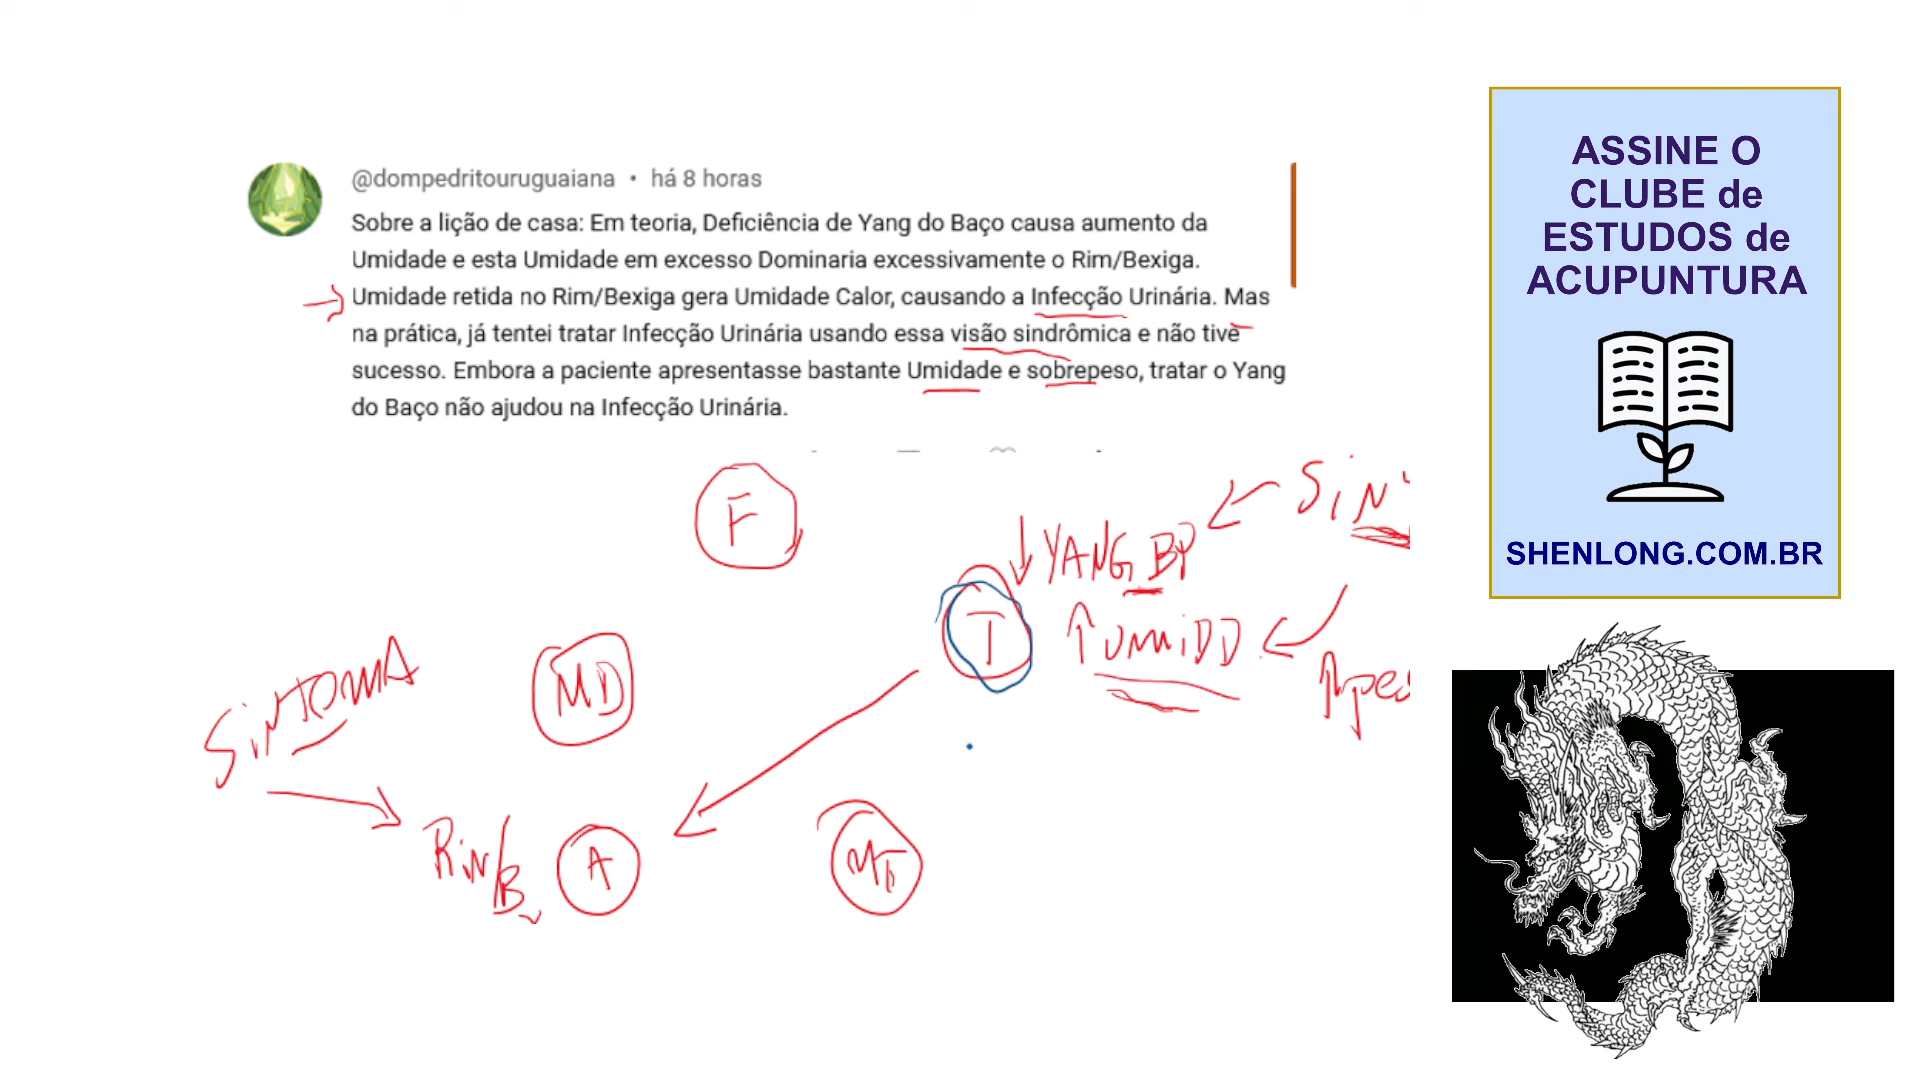 @dompedritouruguaiana • há 8 horas
Sobre a lição de casa: Em teoria, Deficiência de Yang do Baço causa aumento da
Umidade e esta Umidade em excesso Dominaria excessivamente o Rim/Bexiga.
Umidade retida no Rim/Bexiga gera Umidade Calor, causando a Infecção Urinária. Mas
na prática, já tentei tratar Infecção Urinária usando essa visão sindrômica e não tive
sucesso. Embora a paciente apresentasse bastante Umidade e sobrepeso, tratar o Yang
do Baço não ajudou na Infecção Urinária.
ASSINE O
CLUBE de
ESTUDOS de
ACUPUNTURA
SHENLONG.COM.BR
F
SiN
↓ YANG BP
T
↑ UMiDD
SiNTOMA
MD
RiN/B
A
MT